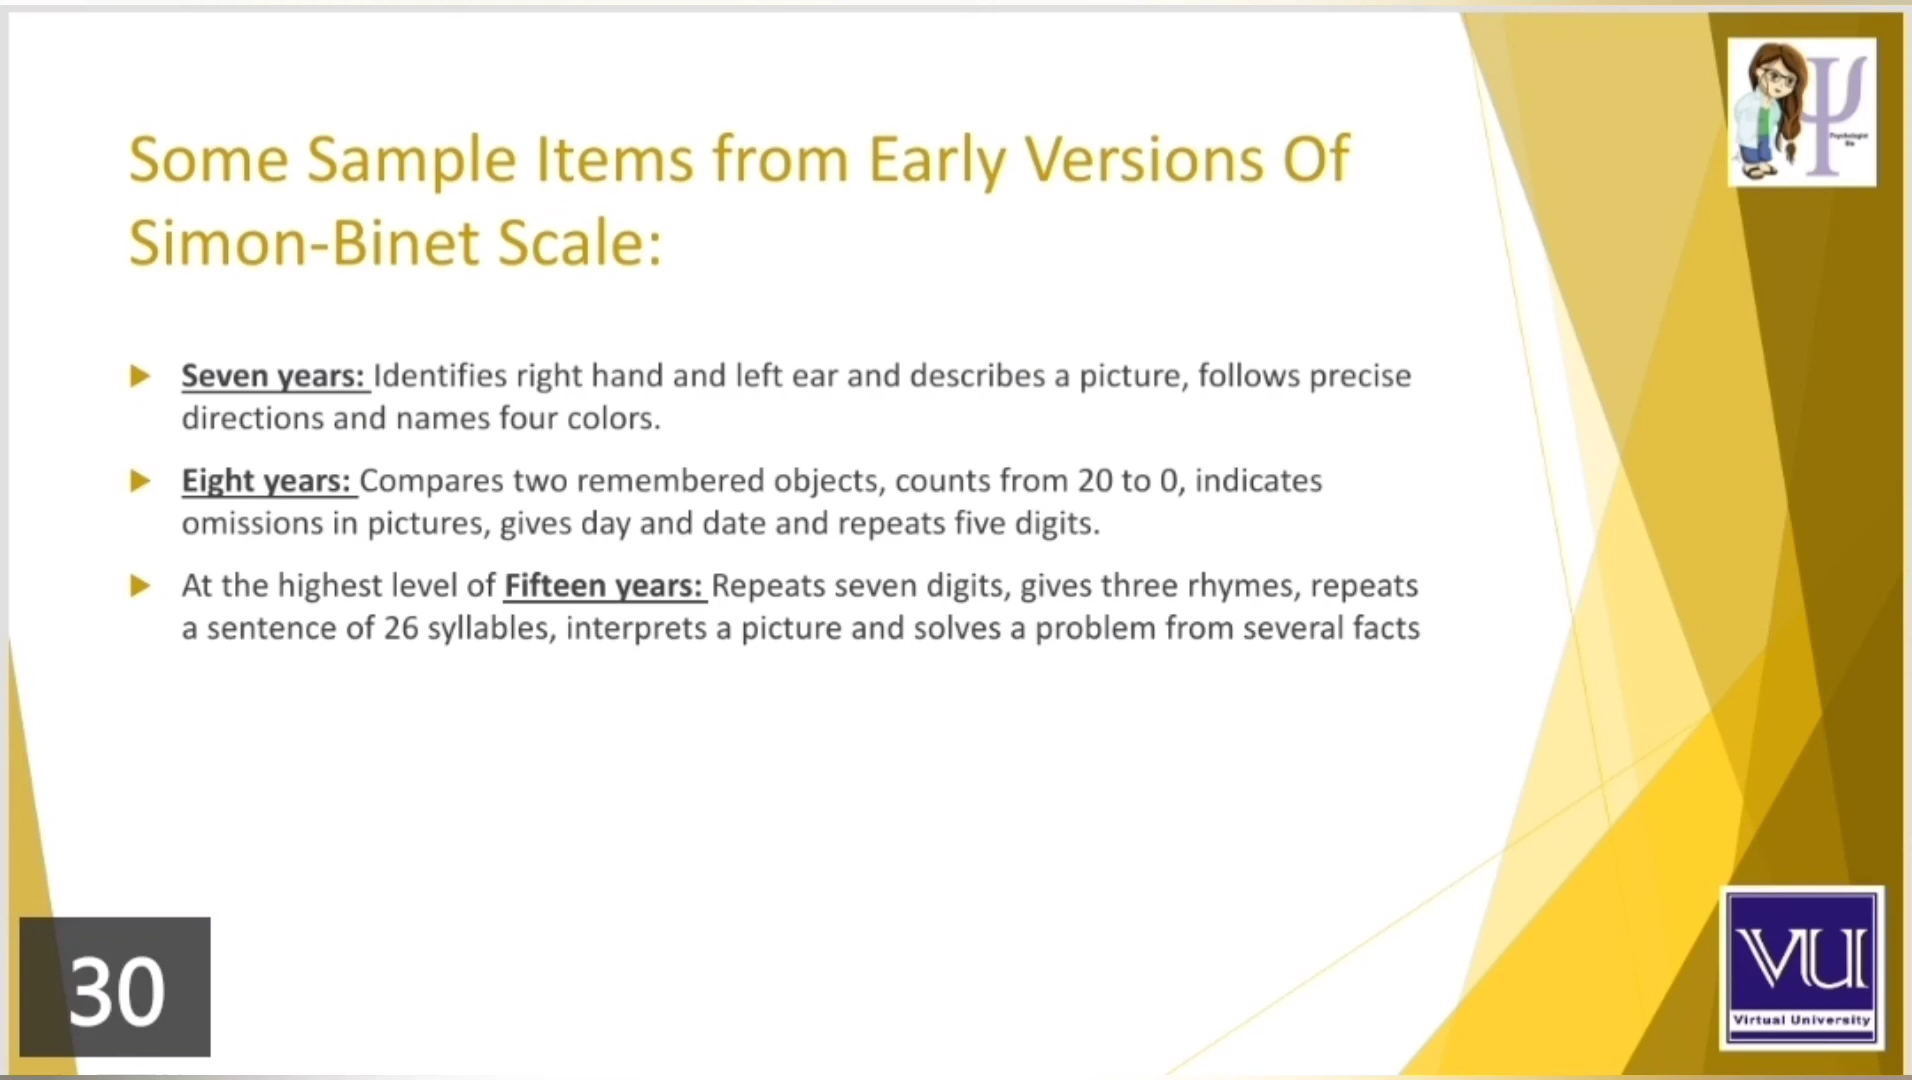 Some Sample Items from Early Versions Of
Simon-Binet Scale:
Seven years: Identifies right hand and left ear and describes a picture, follows precise
directions and names four colors.
Eight years: Compares two remembered objects, counts from 20 to 0, indicates
omissions in pictures, gives day and date and repeats five digits.
At the highest level of Fifteen years: Repeats seven digits, gives three rhymes, repeats
a sentence of 26 syllables, interprets a picture and solves a problem from several facts
30
VU
Virtual University